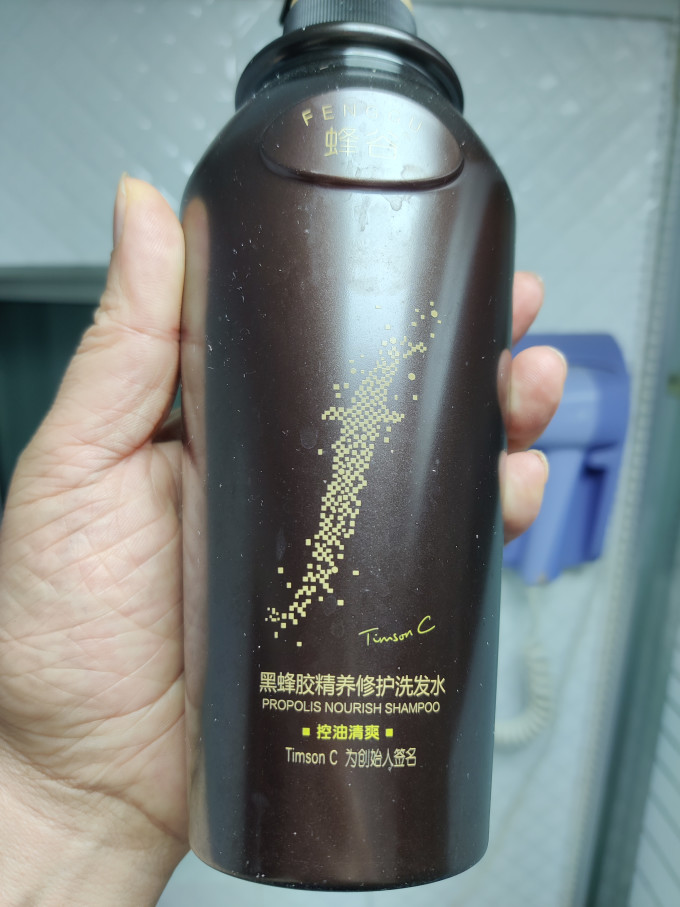 蜂
Timson C
黑蜂胶精养修护洗发水
PROPOLIS NOURISH SHAMPOO
▪ 控油清爽 ▪
Timson C 为创始人签名